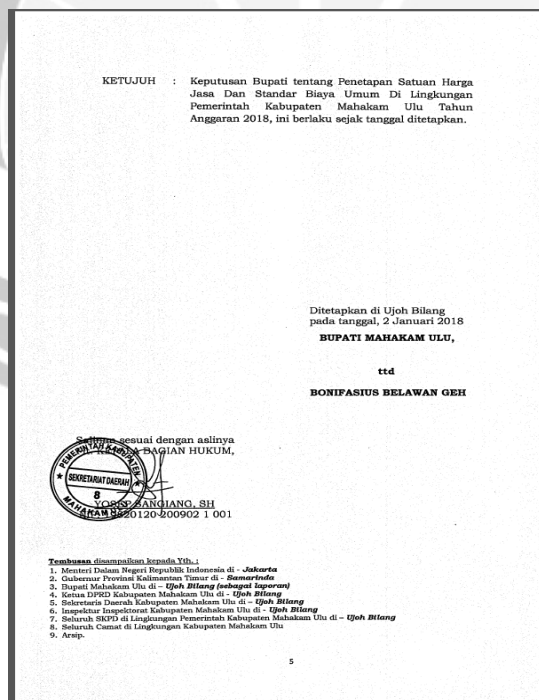 KETUJUH : Keputusan Bupati tentang Penetapan Satuan Harga
Jasa Dan Standar Biaya Umum Di Lingkungan
Pemerintah Kabupaten Mahakam Ulu Tahun
Anggaran 2018, ini berlaku sejak tanggal ditetapkan.
Ditetapkan di Ujoh Bilang
pada tanggal, 2 Januari 2018
BUPATI MAHAKAM ULU,
ttd
BONIFASIUS BELAWAN GEH
sesuai dengan aslinya
BAGIAN HUKUM,
PEMERINTAH KABUPATEN
SEKRETARIAT DAERAH
8
MAHAKAM
SANGIANG, SH
20120 200902 1 001
Tembusan disampaikan kepada Yth. :
1. Menteri Dalam Negeri Republik Indonesia di - Jakarta
2. Gubernur Provinsi Kalimantan Timur di - Samarinda
3. Bupati Mahakam Ulu di – Ujoh Bilang (sebagai laporan)
4. Ketua DPRD Kabupaten Mahakam Ulu di - Ujoh Bilang
5. Sekretaris Daerah Kabupaten Mahakam Ulu di – Ujoh Bilang
6. Inspektur Inspektorat Kabupaten Mahakam Ulu di - Ujoh Bilang
7. Seluruh SKPD di Lingkungan Pemerintah Kabupaten Mahakam Ulu di – Ujoh Bilang
8. Seluruh Camat di Lingkungan Kabupaten Mahakam Ulu
9. Arsip.
5